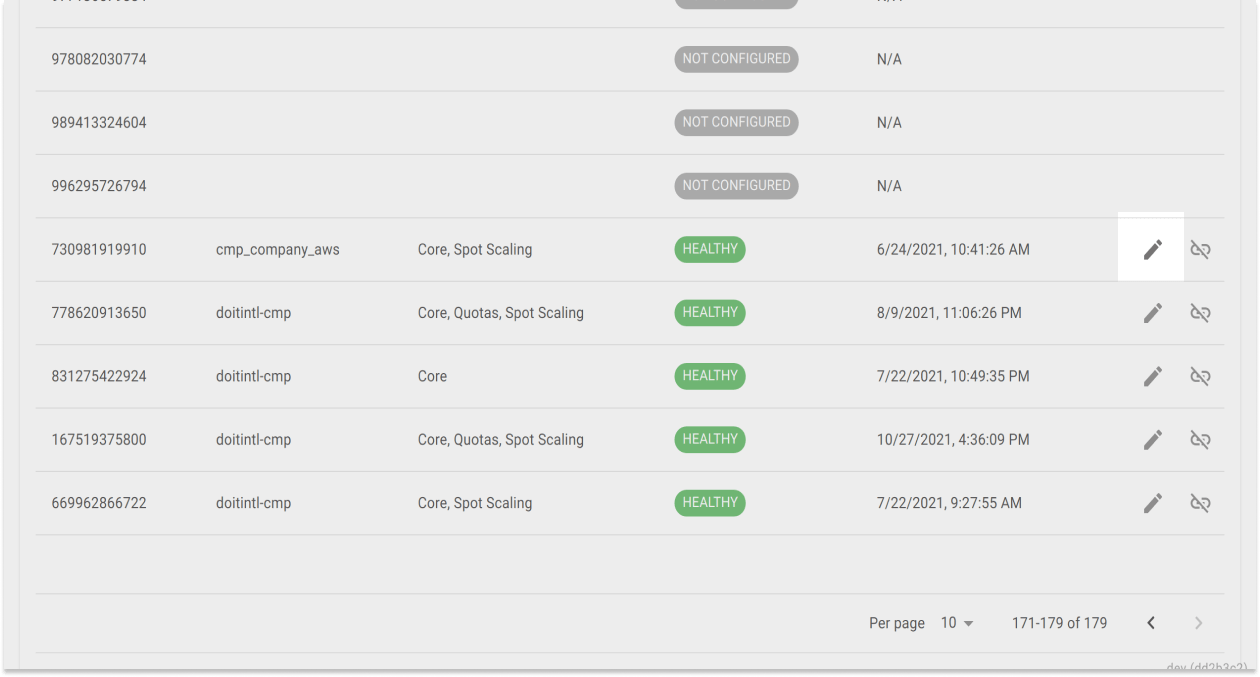 978082030774 NOT CONFIGURED N/A
989413324604 NOT CONFIGURED N/A
996295726794 NOT CONFIGURED N/A
730981919910 cmp_company_aws Core, Spot Scaling HEALTHY 6/24/2021, 10:41:26 AM
778620913650 doitintl-cmp Core, Quotas, Spot Scaling HEALTHY 8/9/2021, 11:06:26 PM
831275422924 doitintl-cmp Core HEALTHY 7/22/2021, 10:49:35 PM
167519375800 doitintl-cmp Core, Quotas, Spot Scaling HEALTHY 10/27/2021, 4:36:09 PM
669962866722 doitintl-cmp Core, Spot Scaling HEALTHY 7/22/2021, 9:27:55 AM
Per page 10 171-179 of 179